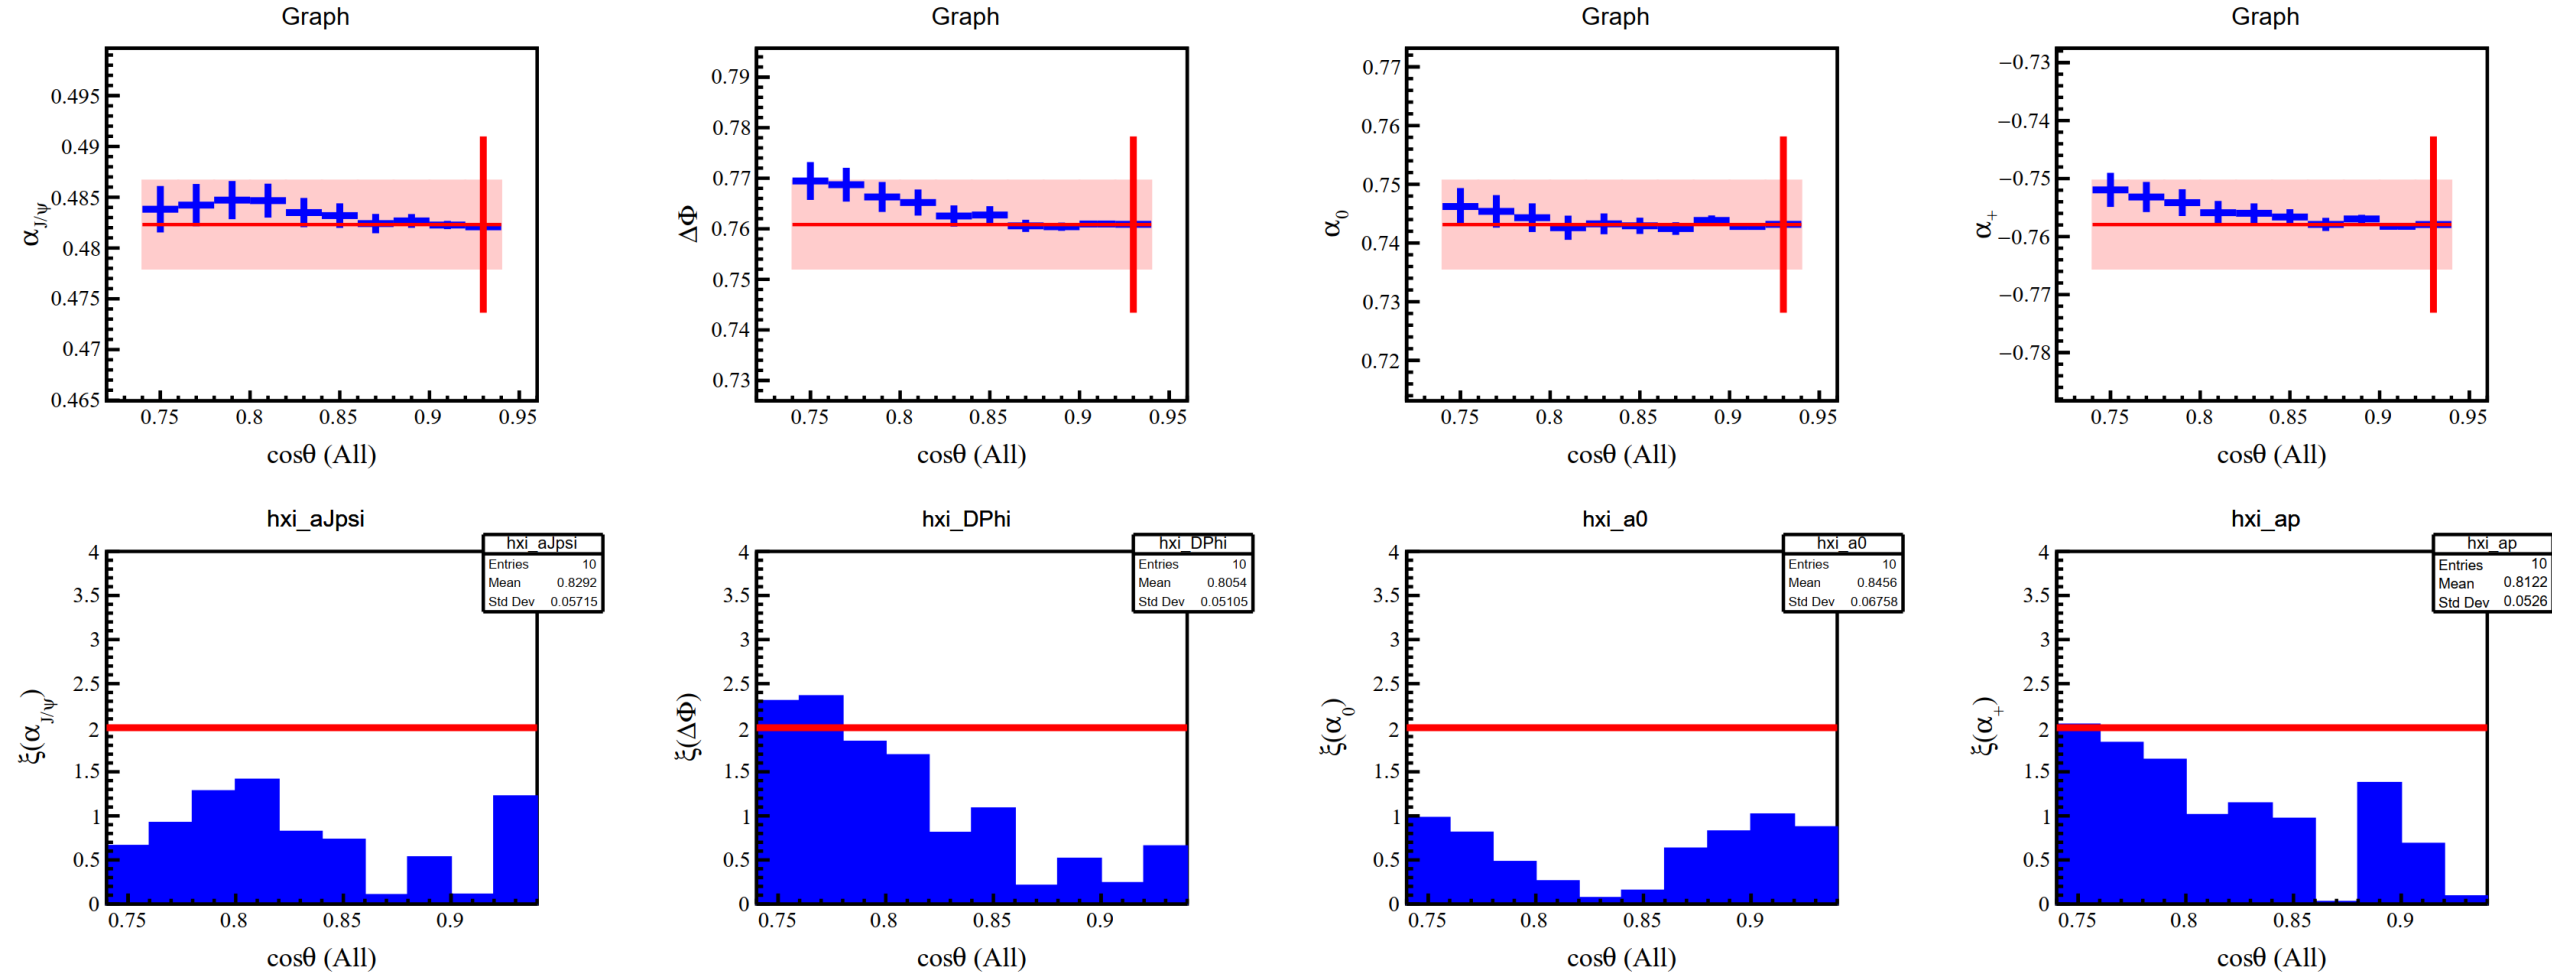 Graph
0.495
0.49
0.485
0.48
0.475
0.47
0.465
α_J/ψ
0.75 0.8 0.85 0.9 0.95
cosθ (All)
Graph
0.79
0.78
0.77
0.76
0.75
0.74
0.73
ΔΦ
0.75 0.8 0.85 0.9 0.95
cosθ (All)
Graph
0.77
0.76
0.75
0.74
0.73
0.72
α_0
0.75 0.8 0.85 0.9 0.95
cosθ (All)
Graph
−0.73
−0.74
−0.75
−0.76
−0.77
−0.78
α_+
0.75 0.8 0.85 0.9 0.95
cosθ (All)
hxi_aJpsi
hxi_aJpsi
Entries 10
Mean 0.8292
Std Dev 0.05715
4
3.5
3
2.5
2
1.5
1
0.5
0
ξ(α_J/ψ)
0.75 0.8 0.85 0.9
cosθ (All)
hxi_DPhi
hxi_DPhi
Entries 10
Mean 0.8054
Std Dev 0.05105
4
3.5
3
2.5
2
1.5
1
0.5
0
ξ(ΔΦ)
0.75 0.8 0.85 0.9
cosθ (All)
hxi_a0
hxi_a0
Entries 10
Mean 0.8456
Std Dev 0.06758
4
3.5
3
2.5
2
1.5
1
0.5
0
ξ(α_0)
0.75 0.8 0.85 0.9
cosθ (All)
hxi_ap
hxi_ap
Entries 10
Mean 0.8122
Std Dev 0.0526
4
3.5
3
2.5
2
1.5
1
0.5
0
ξ(α_+)
0.75 0.8 0.85 0.9
cosθ (All)